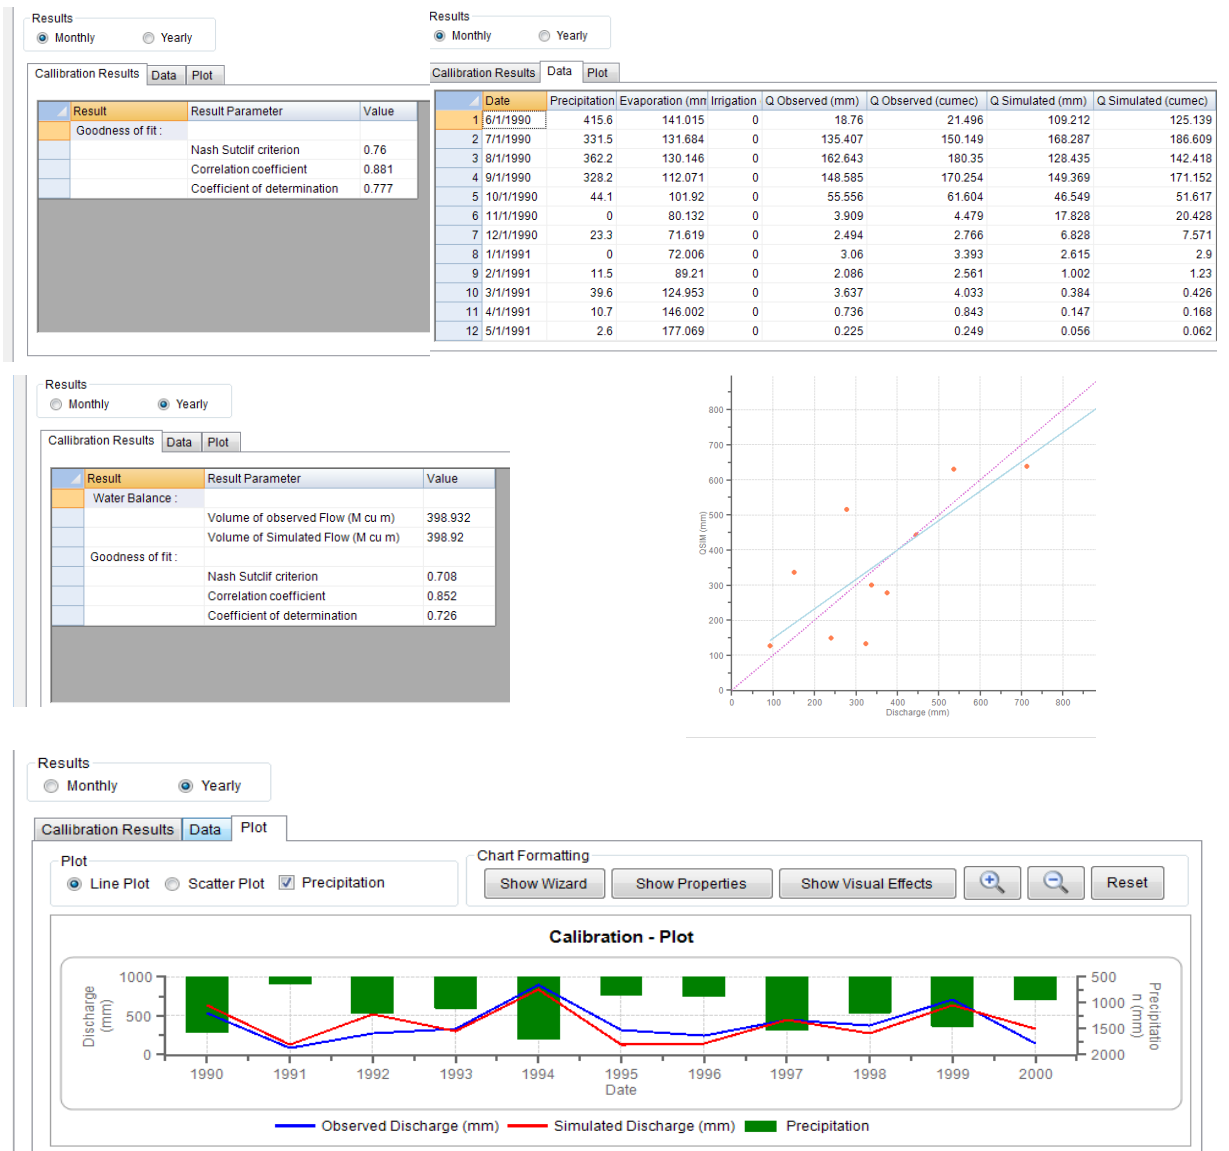 Results
Monthly Yearly
Callibration Results Data Plot
Result Result Parameter Value
Goodness of fit :
Nash Sutclif criterion 0.76
Correlation coefficient 0.881
Coefficient of determination 0.777
Results
Monthly Yearly
Callibration Results Data Plot
Date Precipitation Evaporation (mm Irrigation Q Observed (mm) Q Observed (cumec) Q Simulated (mm) Q Simulated (cumec)
1 6/1/1990 415.6 141.015 0 18.76 21.496 109.212 125.139
2 7/1/1990 331.5 131.684 0 135.407 150.149 168.287 186.609
3 8/1/1990 362.2 130.146 0 162.643 180.35 128.435 142.418
4 9/1/1990 328.2 112.071 0 148.585 170.254 149.369 171.152
5 10/1/1990 44.1 101.92 0 55.556 61.604 46.549 51.617
6 11/1/1990 0 80.132 0 3.909 4.479 17.828 20.428
7 12/1/1990 23.3 71.619 0 2.494 2.766 6.828 7.571
8 1/1/1991 0 72.006 0 3.06 3.393 2.615 2.9
9 2/1/1991 11.5 89.21 0 2.086 2.561 1.002 1.23
10 3/1/1991 39.6 124.953 0 3.637 4.033 0.384 0.426
11 4/1/1991 10.7 146.002 0 0.736 0.843 0.147 0.168
12 5/1/1991 2.6 177.069 0 0.225 0.249 0.056 0.062
Results
Monthly Yearly
Callibration Results Data Plot
Result Result Parameter Value
Water Balance :
Volume of observed Flow (M cu m) 398.932
Volume of Simulated Flow (M cu m) 398.92
Goodness of fit :
Nash Sutclif criterion 0.708
Correlation coefficient 0.852
Coefficient of determination 0.726
QSIM (mm)
800
700
600
500
400
300
200
100
0
0 100 200 300 400 500 600 700 800
Discharge (mm)
Results
Monthly Yearly
Callibration Results Data Plot
Plot
Line Plot Scatter Plot Precipitation
Chart Formatting
Show Wizard Show Properties Show Visual Effects Reset
Calibration - Plot
Discharge
(mm)
1000
500
0
500
1000
1500
2000
Precipitatio
n (mm)
1990 1991 1992 1993 1994 1995 1996 1997 1998 1999 2000
Date
Observed Discharge (mm) Simulated Discharge (mm) Precipitation